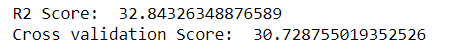 R2 Score:  32.84326348876589
Cross validation Score:  30.728755019352526